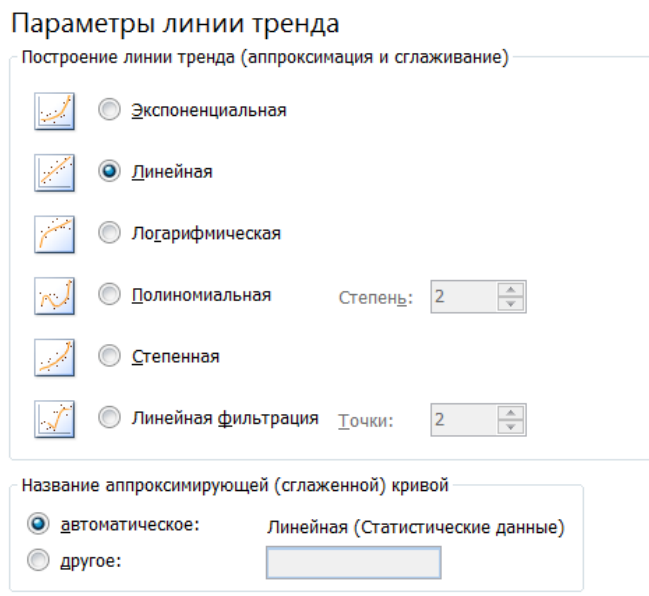 Параметры линии тренда
Построение линии тренда (аппроксимация и сглаживание)
Экспоненциальная
Линейная
Логарифмическая
Полиномиальная Степень: 2
Степенная
Линейная фильтрация Точки: 2
Название аппроксимирующей (сглаженной) кривой
автоматическое: Линейная (Статистические данные)
другое: